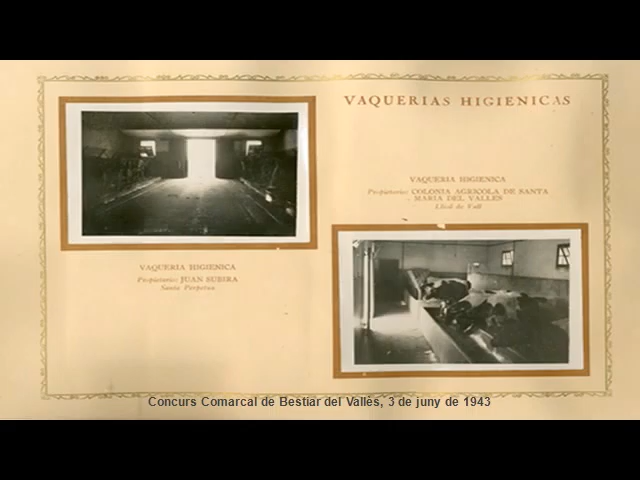 VAQUERIAS HIGIENICAS
VAQUERIA HIGIENICA
Propietario: COLONIA AGRICOLA DE SANTA
MARIA DEL VALLES
Llisá de Vall
VAQUERIA HIGIENICA
Propietario: JUAN SUBIRA
Santa Perpetua
Concurs Comarcal de Bestiar del Vallès, 3 de juny de 1943